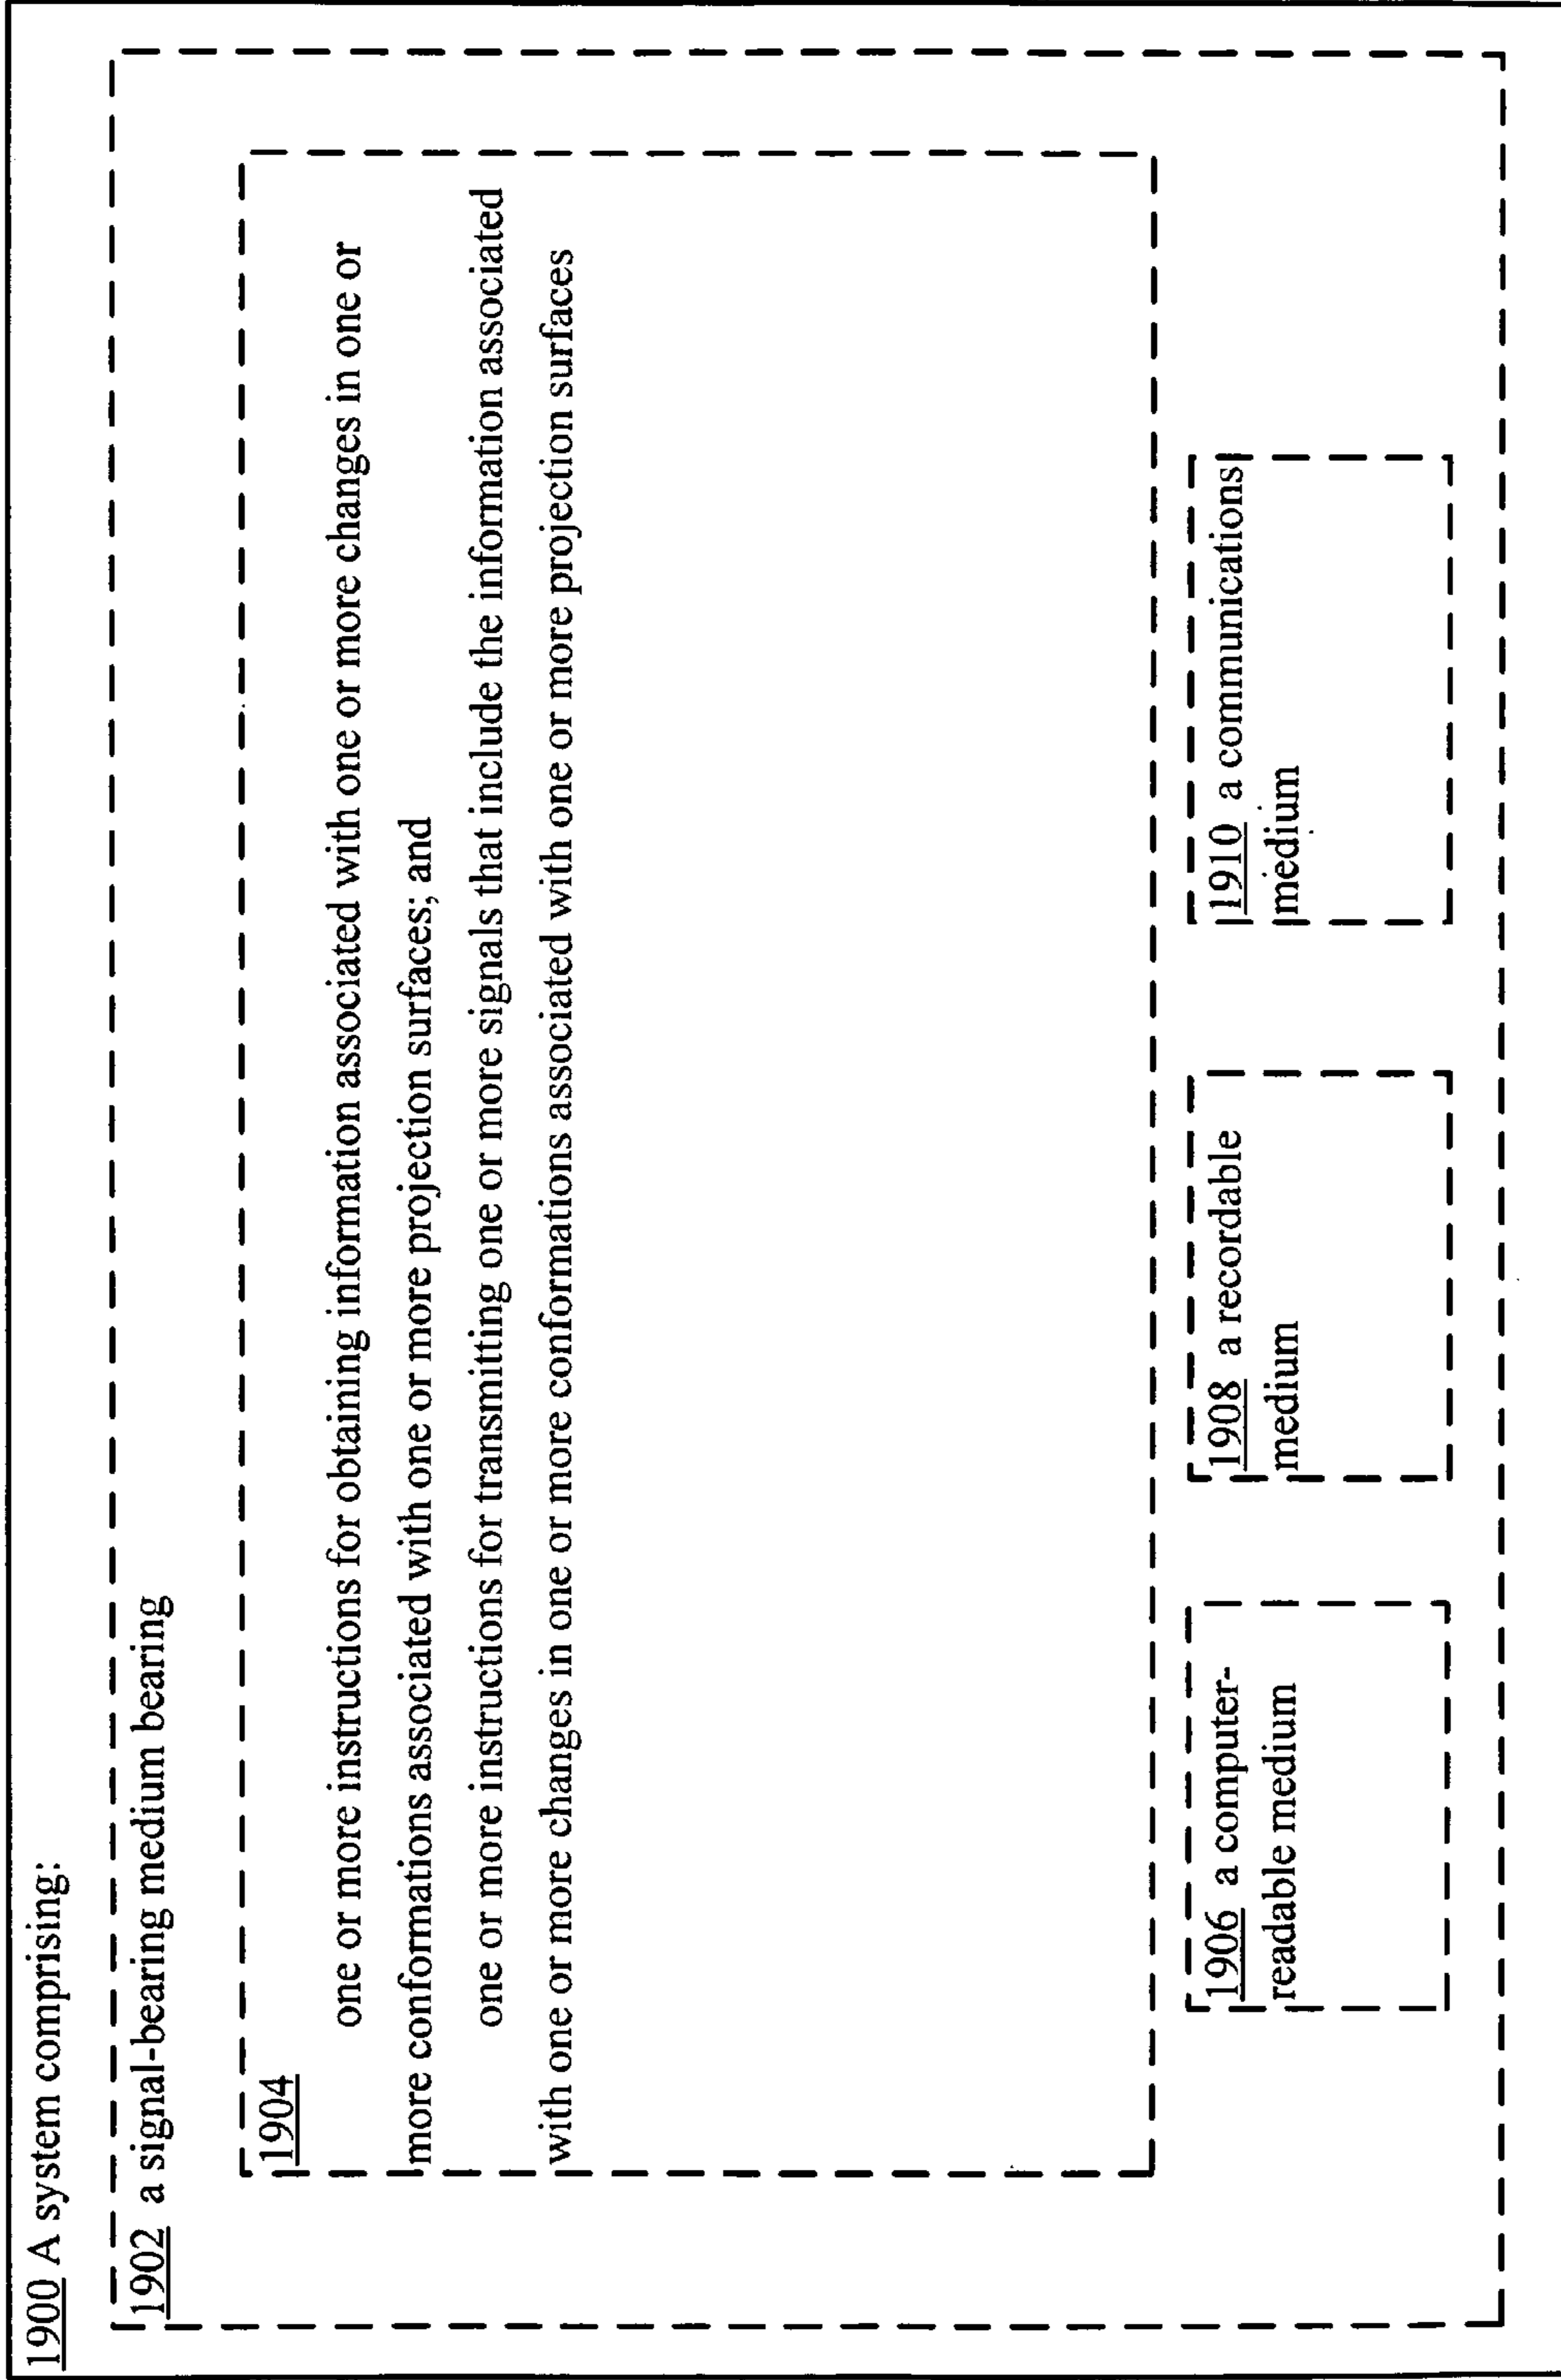 1900 A system comprising:
1902 a signal-bearing medium bearing
1904
one or more instructions for obtaining information associated with one or more changes in one or
more conformations associated with one or more projection surfaces; and
one or more instructions for transmitting one or more signals that include the information associated
with one or more changes in one or more conformations associated with one or more projection surfaces
1906 a computer-
readable medium
1908 a recordable
medium
1910 a communications
medium